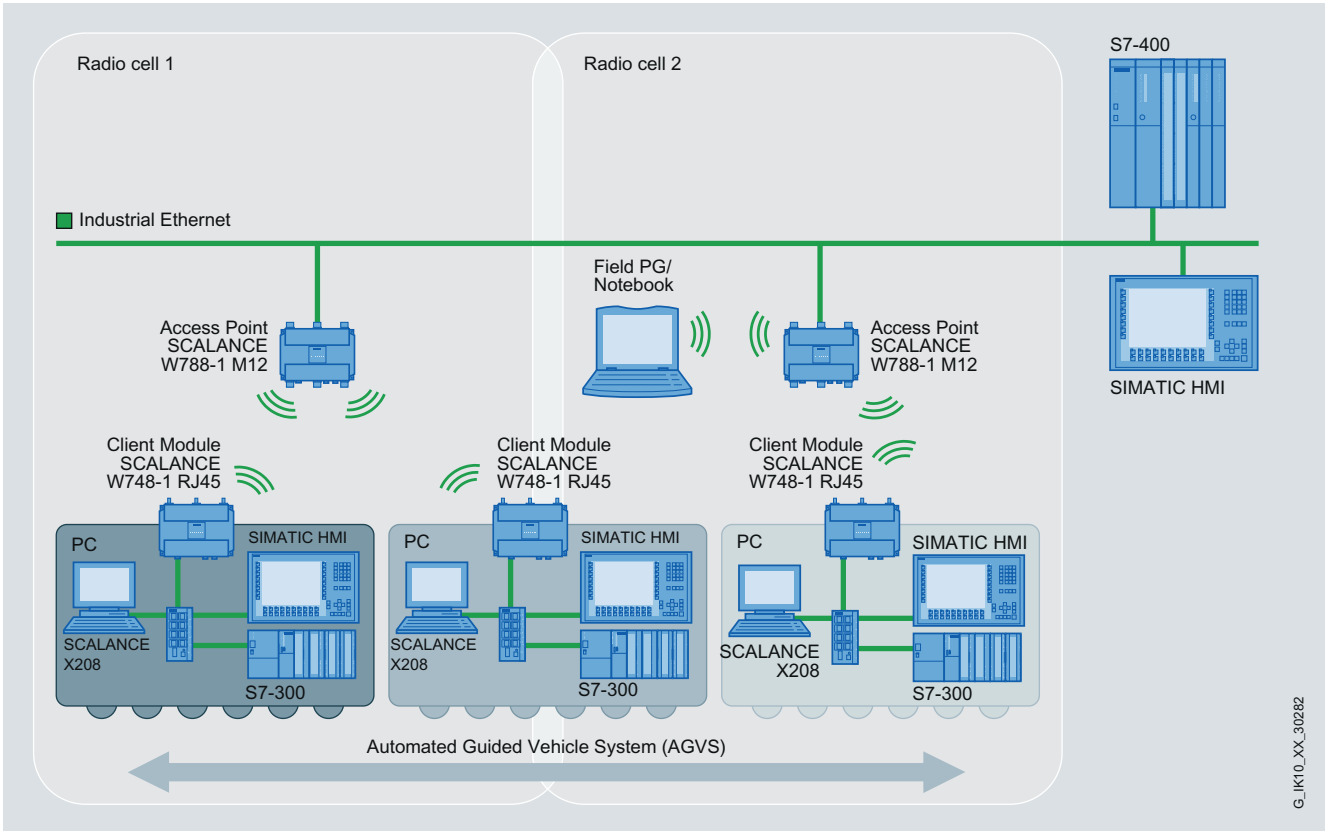 Radio cell 1
Radio cell 2
S7-400
Industrial Ethernet
Field PG/
Notebook
Access Point
SCALANCE
W788-1 M12
Access Point
SCALANCE
W788-1 M12
SIMATIC HMI
Client Module
SCALANCE
W748-1 RJ45
Client Module
SCALANCE
W748-1 RJ45
Client Module
SCALANCE
W748-1 RJ45
PC
SIMATIC HMI
SCALANCE
X208
S7-300
PC
SIMATIC HMI
SCALANCE
X208
S7-300
PC
SIMATIC HMI
SCALANCE
X208
S7-300
Automated Guided Vehicle System (AGVS)
G_IK10_XX_30282